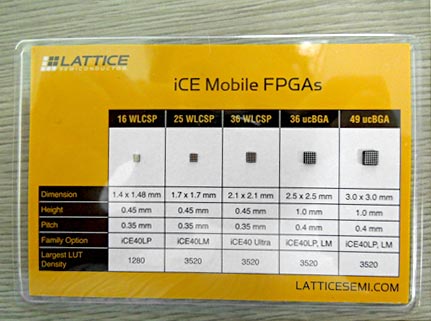 LATTICE
SEMICONDUCTOR
iCE Mobile FPGAs
16 WLCSP 25 WLCSP 36 WLCSP 36 ucBGA 49 ucBGA
Dimension 1.4 x 1.48 mm 1.7 x 1.7 mm 2.1 x 2.1 mm 2.5 x 2.5 mm 3.0 x 3.0 mm
Height 0.45 mm 0.45 mm 0.45 mm 1.0 mm 1.0 mm
Pitch 0.35 mm 0.35 mm 0.35 mm 0.4 mm 0.4 mm
Family Option iCE40LP iCE40LM iCE40 Ultra iCE40LP, LM iCE40LP, LM
Largest LUT
Density 1280 3520 3520 3520 3520
LATTICESEMI.COM